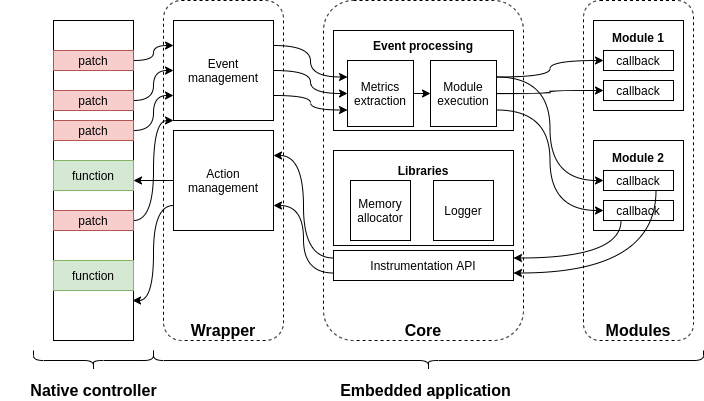 patch
patch
patch
function
patch
function
Event
management
Action
management
Wrapper
Event processing
Metrics
extraction
Module
execution
Libraries
Memory
allocator
Logger
Instrumentation API
Core
Module 1
callback
callback
Module 2
callback
callback
Modules
Native controller
Embedded application